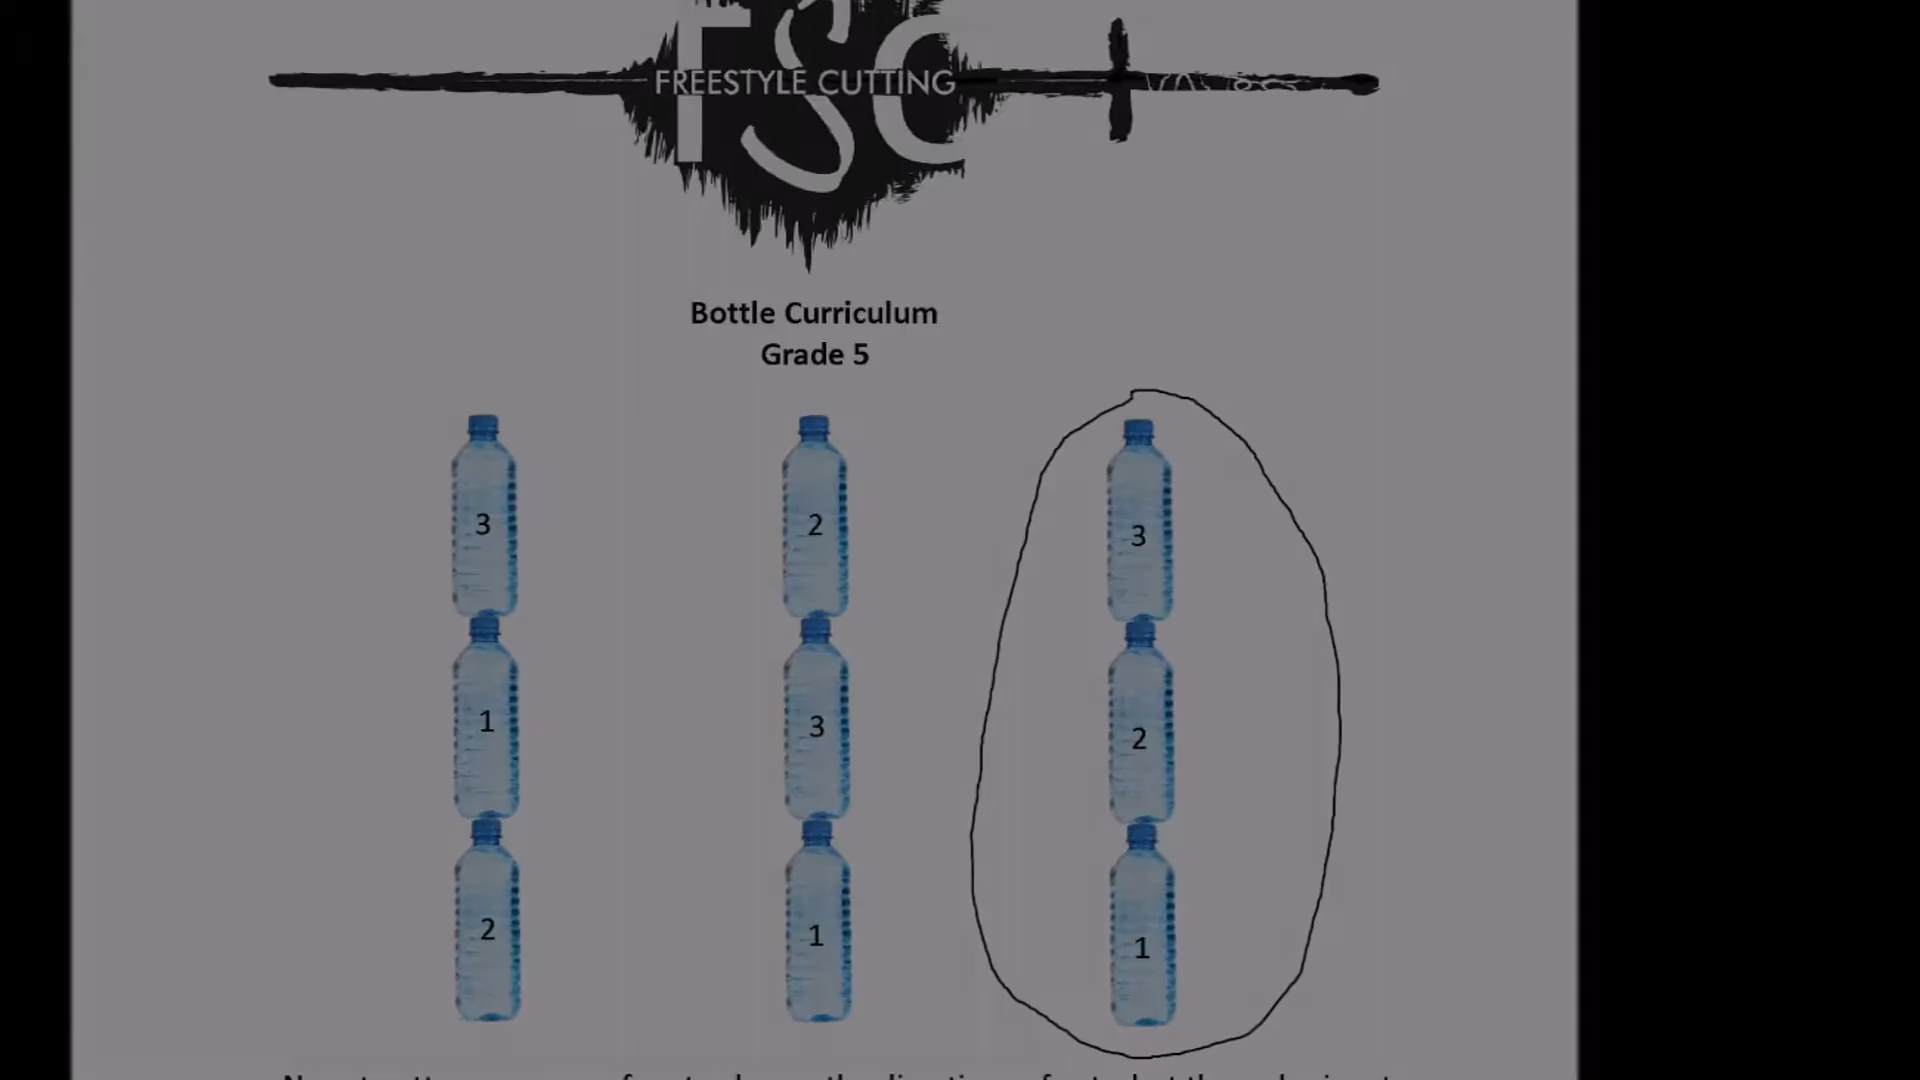 FSC
FREESTYLE CUTTING
Bottle Curriculum
Grade 5
3 2 3
1 3 2
2 1 1